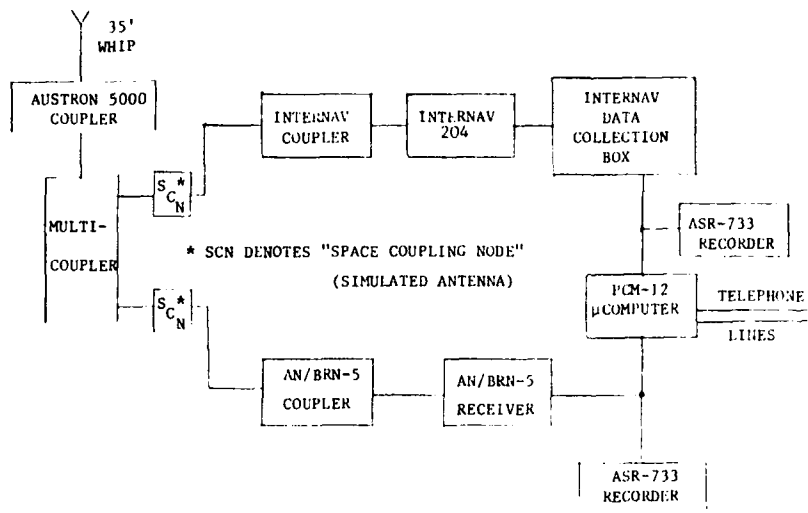 35'
WHIP
AUSTRON 5000
COUPLER
MULTI-
COUPLER
SCN*
SCN*
INTERNAV
COUPLER
INTERNAV
204
INTERNAV
DATA
COLLECTION
BOX
* SCN DENOTES "SPACE COUPLING NODE"
(SIMULATED ANTENNA)
ASR-733
RECORDER
PCM-12
µCOMPUTER
TELEPHONE
LINES
AN/BRN-5
COUPLER
AN/BRN-5
RECEIVER
ASR-733
RECORDER